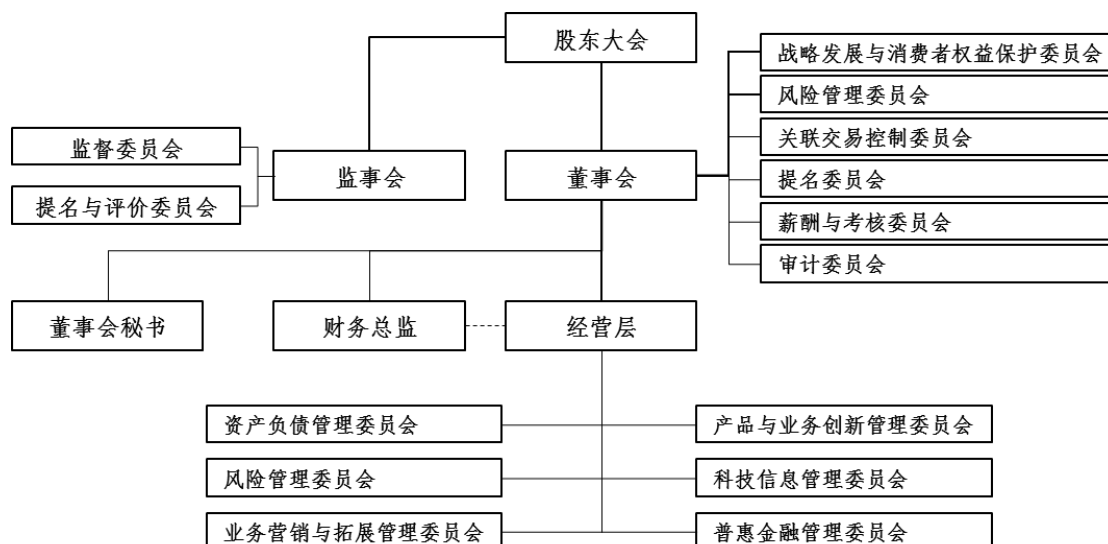 股东大会
战略发展与消费者权益保护委员会
风险管理委员会
关联交易控制委员会
提名委员会
薪酬与考核委员会
审计委员会
监督委员会
提名与评价委员会
监事会
董事会
董事会秘书
财务总监
经营层
资产负债管理委员会
产品与业务创新管理委员会
风险管理委员会
科技信息管理委员会
业务营销与拓展管理委员会
普惠金融管理委员会